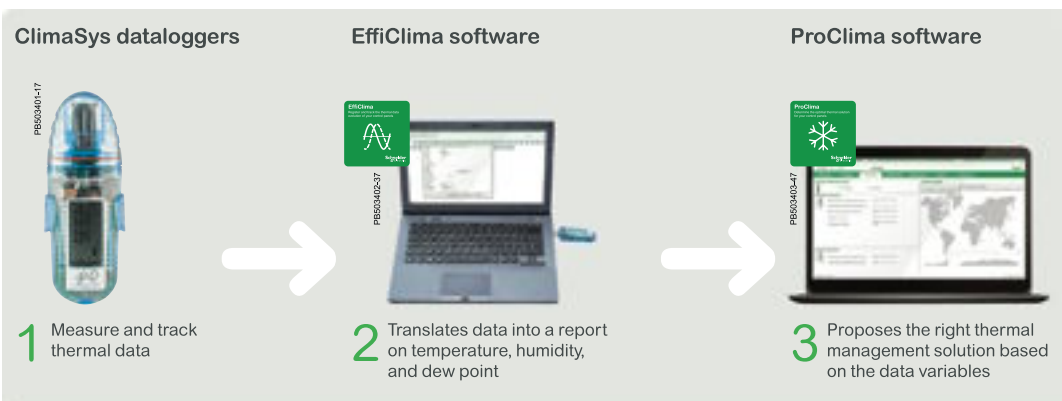 ClimaSys dataloggers
EffiClima software
ProClima software
PB503401-17
EffiClima
Schneider
PB503402-37
ProClima
Schneider
PB503403-47
1 Measure and track
thermal data
2 Translates data into a report
on temperature, humidity,
and dew point
3 Proposes the right thermal
management solution based
on the data variables